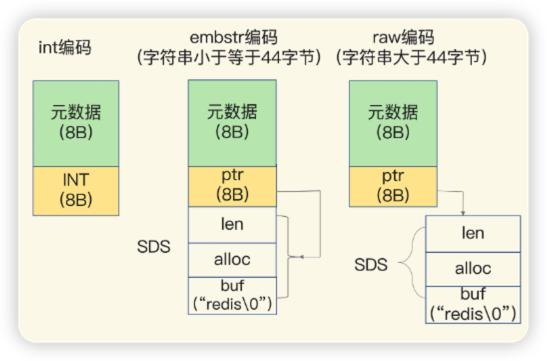 int编码
元数据
(8B)
INT
(8B)
embstr编码
(字符串小于等于44字节)
元数据
(8B)
ptr
(8B)
SDS
len
alloc
buf
(“redis\0”)
raw编码
(字符串大于44字节)
元数据
(8B)
ptr
(8B)
SDS
len
alloc
buf
(“redis\0”)